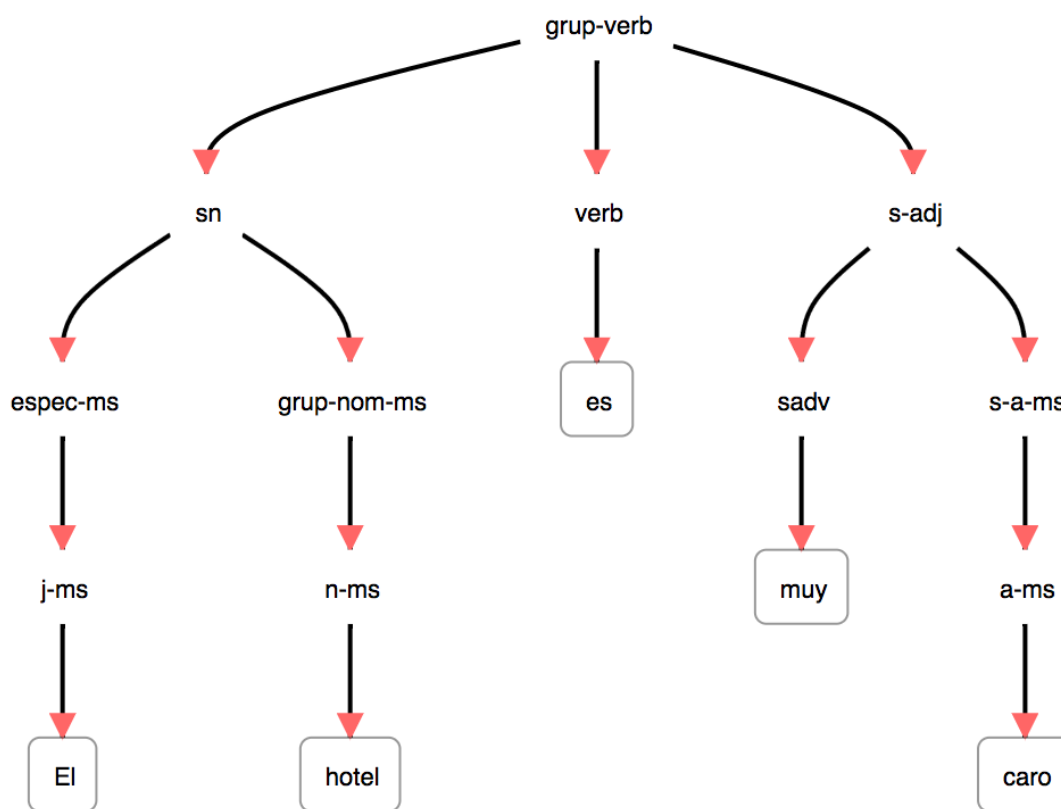 grup-verb
sn verb s-adj
espec-ms grup-nom-ms es sadv s-a-ms
j-ms n-ms muy a-ms
El hotel caro